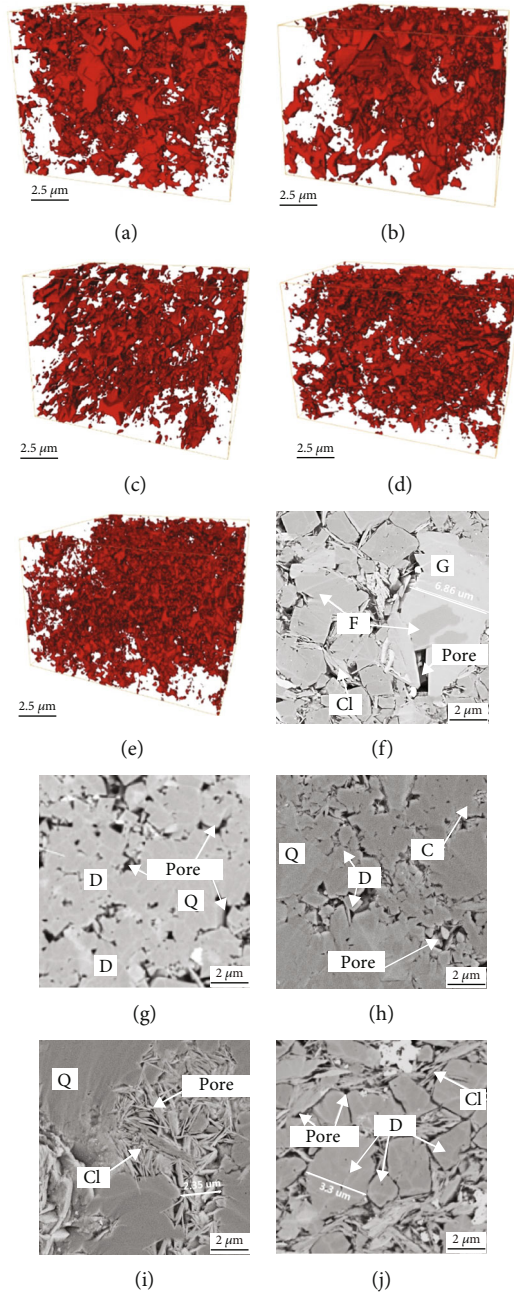 2.5 μm
2.5 μm
(a)
(b)
2.5 μm
2.5 μm
(c)
(d)
2.5 μm
G
6.86 um
F
Pore
Cl
2 μm
(e)
(f)
Pore
D
Q
D
2 μm
Q
C
D
Pore
2 μm
(g)
(h)
Q
Pore
Cl
2.35 um
2 μm
Cl
Pore
D
3.3 um
2 μm
(i)
(j)